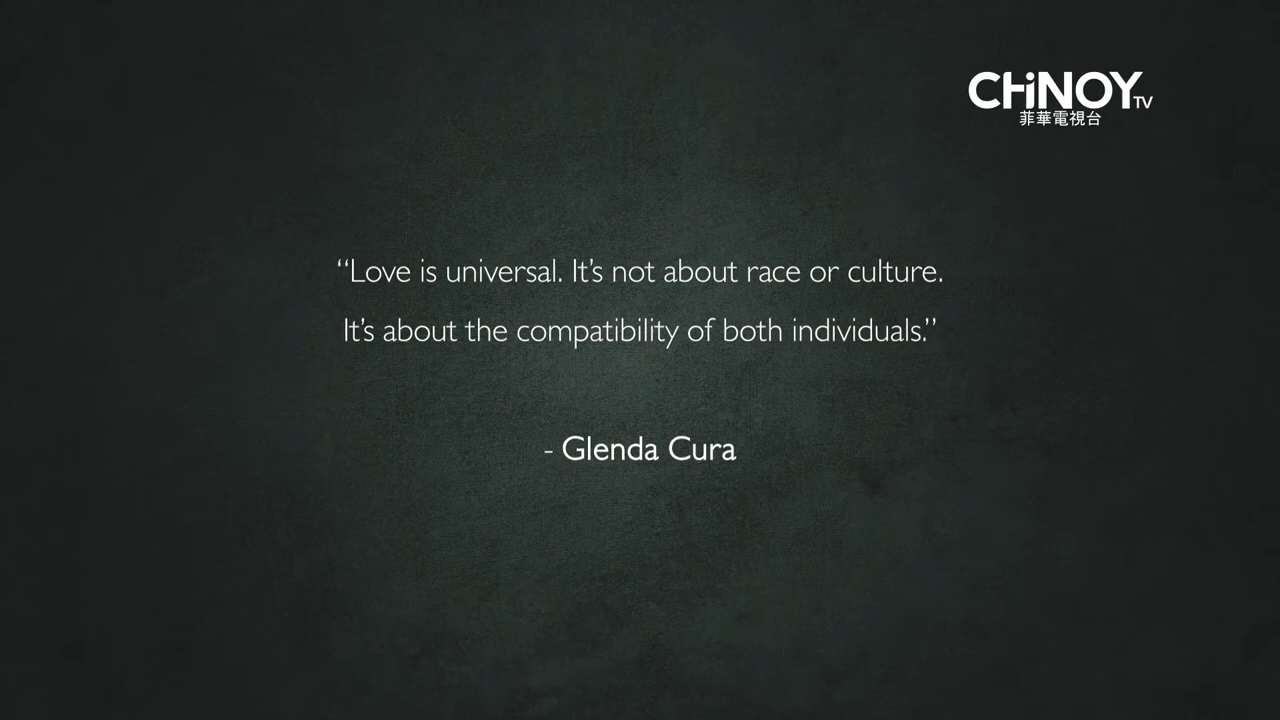 CHiNOY TV
菲華電視台
“Love is universal. It’s not about race or culture.
It’s about the compatibility of both individuals.”
- Glenda Cura